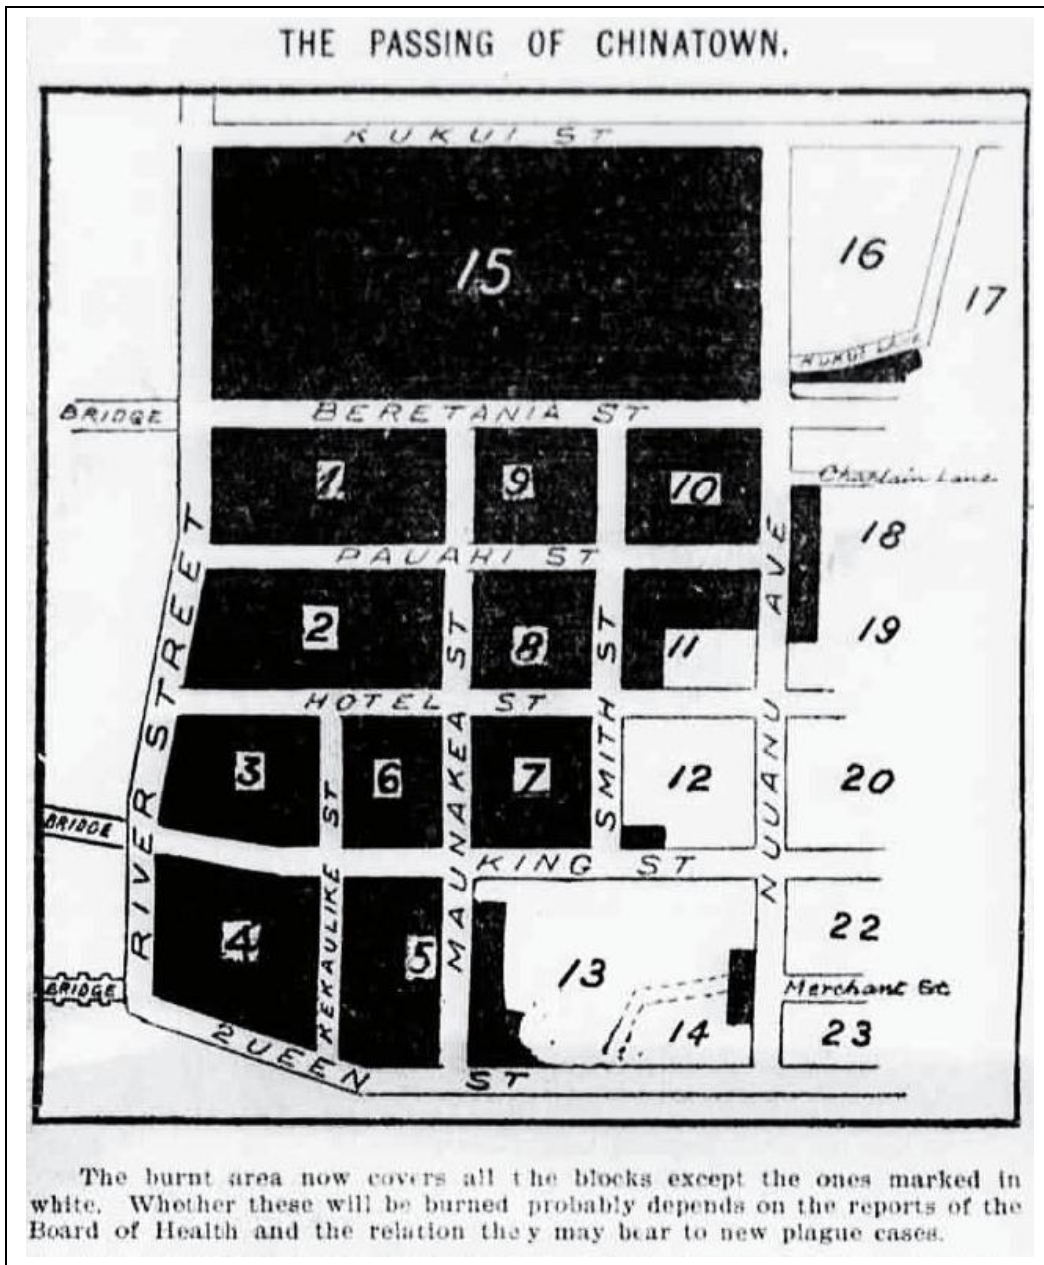 THE PASSING OF CHINATOWN.
KUKUI ST
15
16
17
KUKUI LANE
BRIDGE
BERETANIA ST
1
9
10
Chaplain Lane
18
PAUAHI ST
NUUANU AVE
RIVER STREET
2
8
11
19
MAUNAKEA ST
SMITH ST
HOTEL ST
3
6
7
12
20
BRIDGE
KING ST
KEKAULIKE ST
4
5
13
22
BRIDGE
Merchant St.
14
23
QUEEN ST
The burnt area now covers all the blocks except the ones marked in
white. Whether these will be burned probably depends on the reports of the
Board of Health and the relation they may bear to new plague cases.